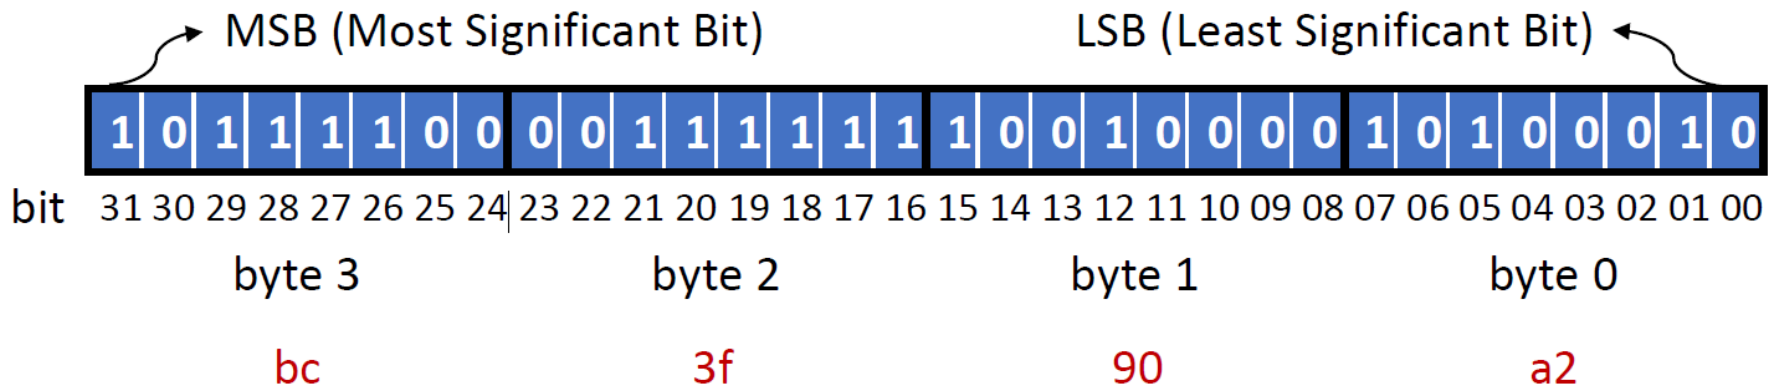 MSB (Most Significant Bit) LSB (Least Significant Bit)
1 0 1 1 1 1 0 0 0 0 1 1 1 1 1 1 1 0 0 1 0 0 0 0 1 0 1 0 0 0 1 0
bit 31 30 29 28 27 26 25 24 23 22 21 20 19 18 17 16 15 14 13 12 11 10 09 08 07 06 05 04 03 02 01 00
byte 3 byte 2 byte 1 byte 0
bc 3f 90 a2